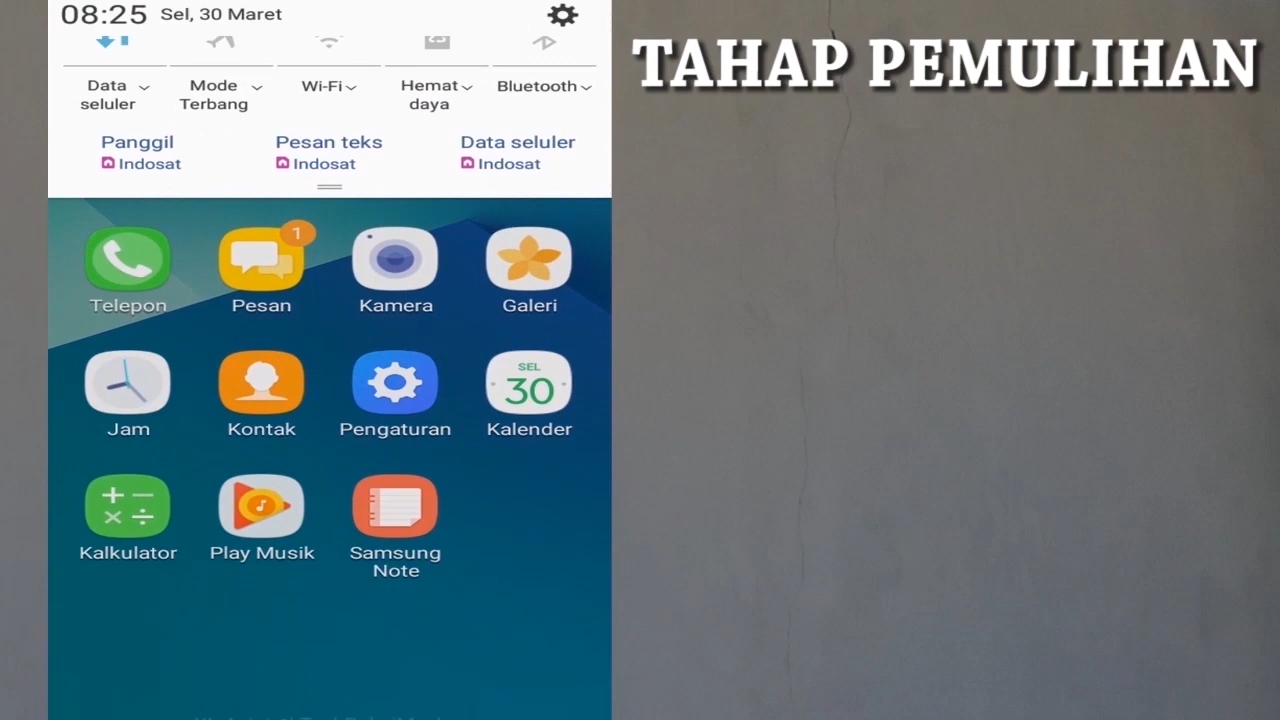 08:25 Sel, 30 Maret
TAHAP PEMULIHAN
Data seluler
Mode Terbang
Wi-Fi
Hemat daya
Bluetooth
Panggil
Indosat
Pesan teks
Indosat
Data seluler
Indosat
1
Telepon
Pesan
Kamera
Galeri
SEL
30
Jam
Kontak
Pengaturan
Kalender
Kalkulator
Play Musik
Samsung
Note